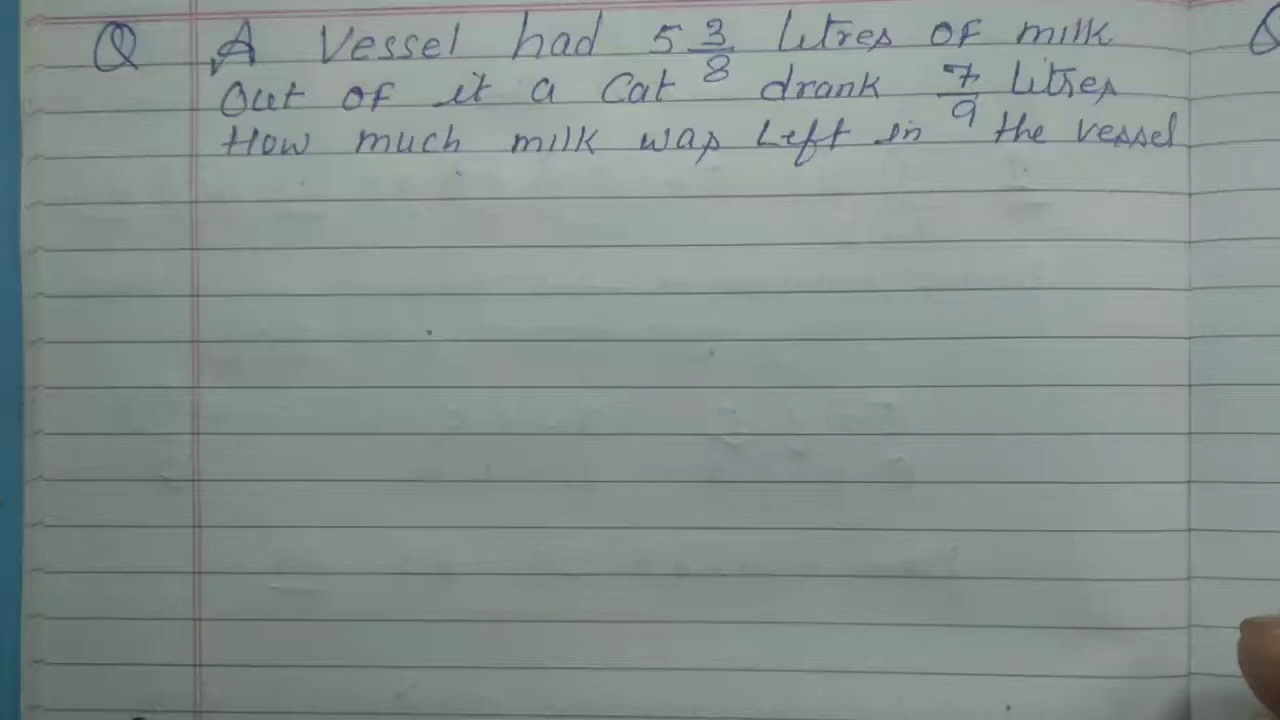 Q A Vessel had 5 3/8 litres of milk
Out of it a Cat drank 7/9 litres
How much milk was left in the vessel